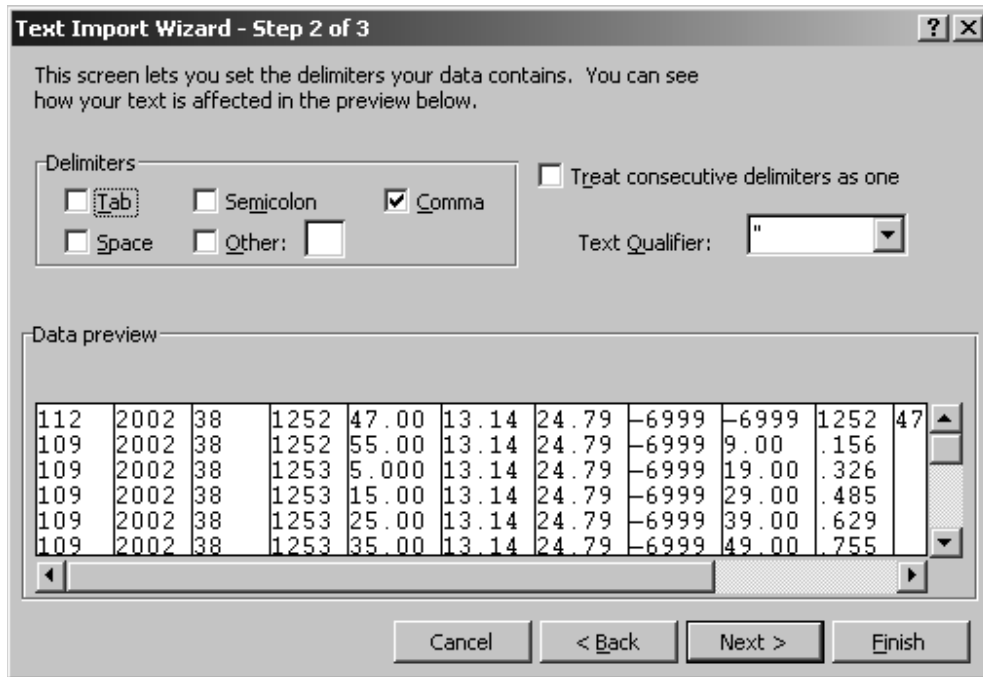 Text Import Wizard - Step 2 of 3
This screen lets you set the delimiters your data contains. You can see
how your text is affected in the preview below.
Delimiters
Tab Semicolon Comma
Space Other:
Treat consecutive delimiters as one
Text Qualifier: "
Data preview
112 2002 38 1252 47.00 13.14 24.79 -6999 -6999 1252 47
109 2002 38 1252 55.00 13.14 24.79 -6999 9.00 .156
109 2002 38 1253 5.000 13.14 24.79 -6999 19.00 .326
109 2002 38 1253 15.00 13.14 24.79 -6999 29.00 .485
109 2002 38 1253 25.00 13.14 24.79 -6999 39.00 .629
109 2002 38 1253 35.00 13.14 24.79 -6999 49.00 .755
Cancel < Back Next > Finish